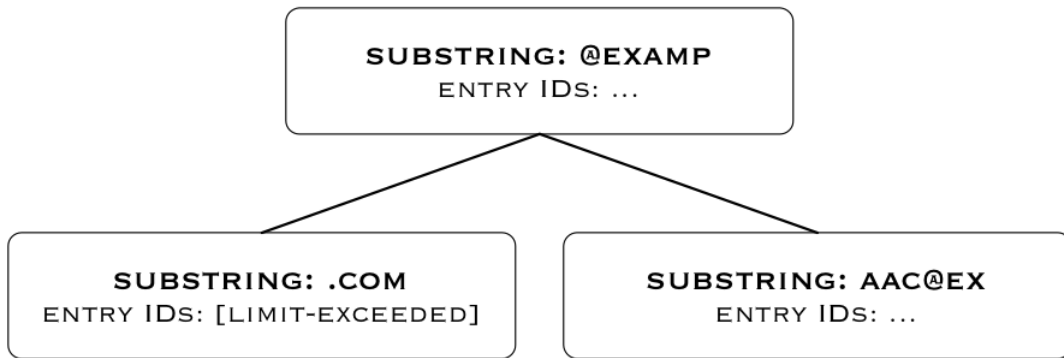 SUBSTRING: @EXAMP
ENTRY IDS: ...
SUBSTRING: .COM
ENTRY IDS: [LIMIT-EXCEEDED]
SUBSTRING: AAC@EX
ENTRY IDS: ...